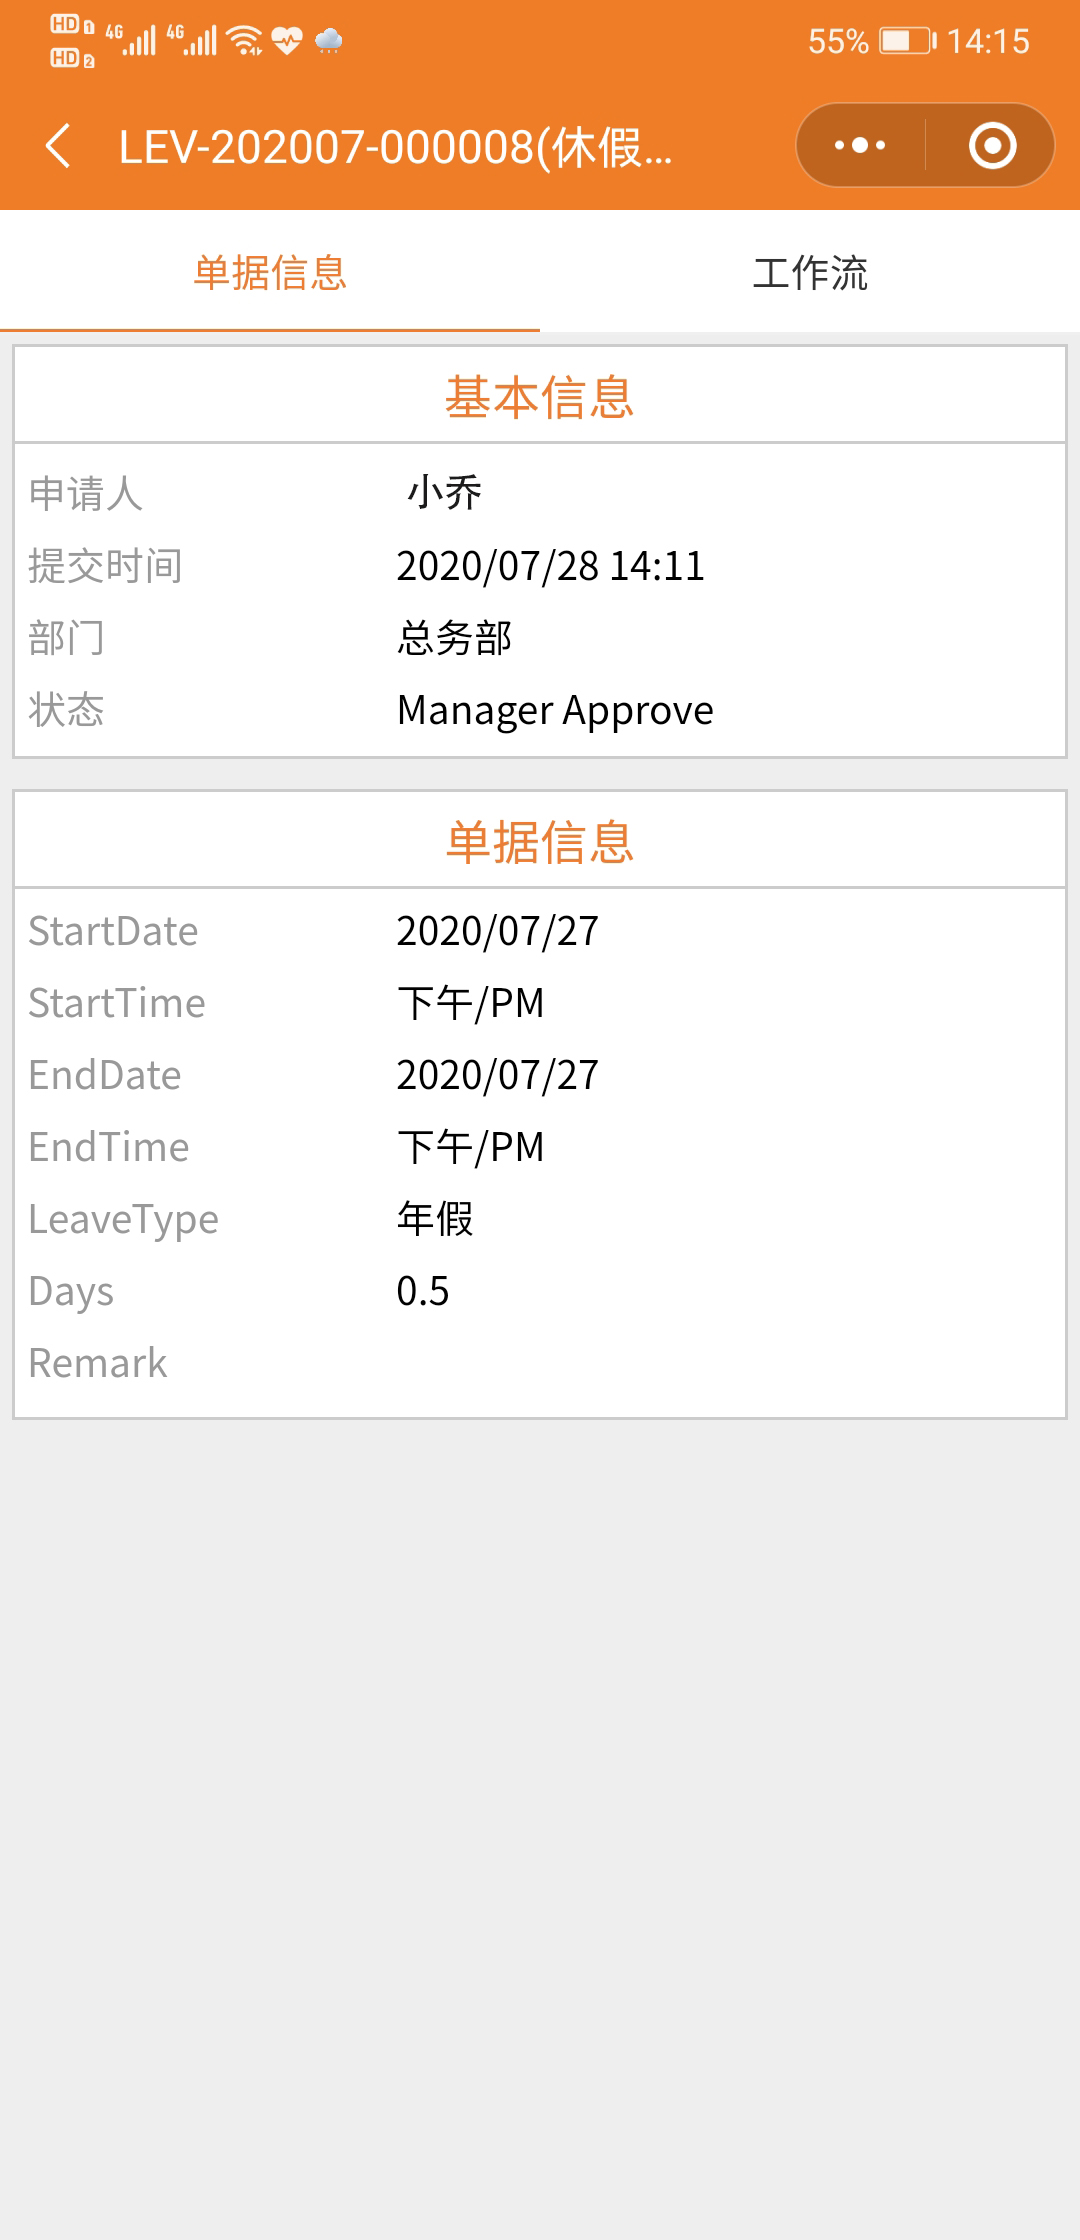 HD 1 4G 4G 55% 14:15
HD 2
LEV-202007-000008(休假...
单据信息 工作流
基本信息
申请人 小乔
提交时间 2020/07/28 14:11
部门 总务部
状态 Manager Approve
单据信息
StartDate 2020/07/27
StartTime 下午/PM
EndDate 2020/07/27
EndTime 下午/PM
LeaveType 年假
Days 0.5
Remark